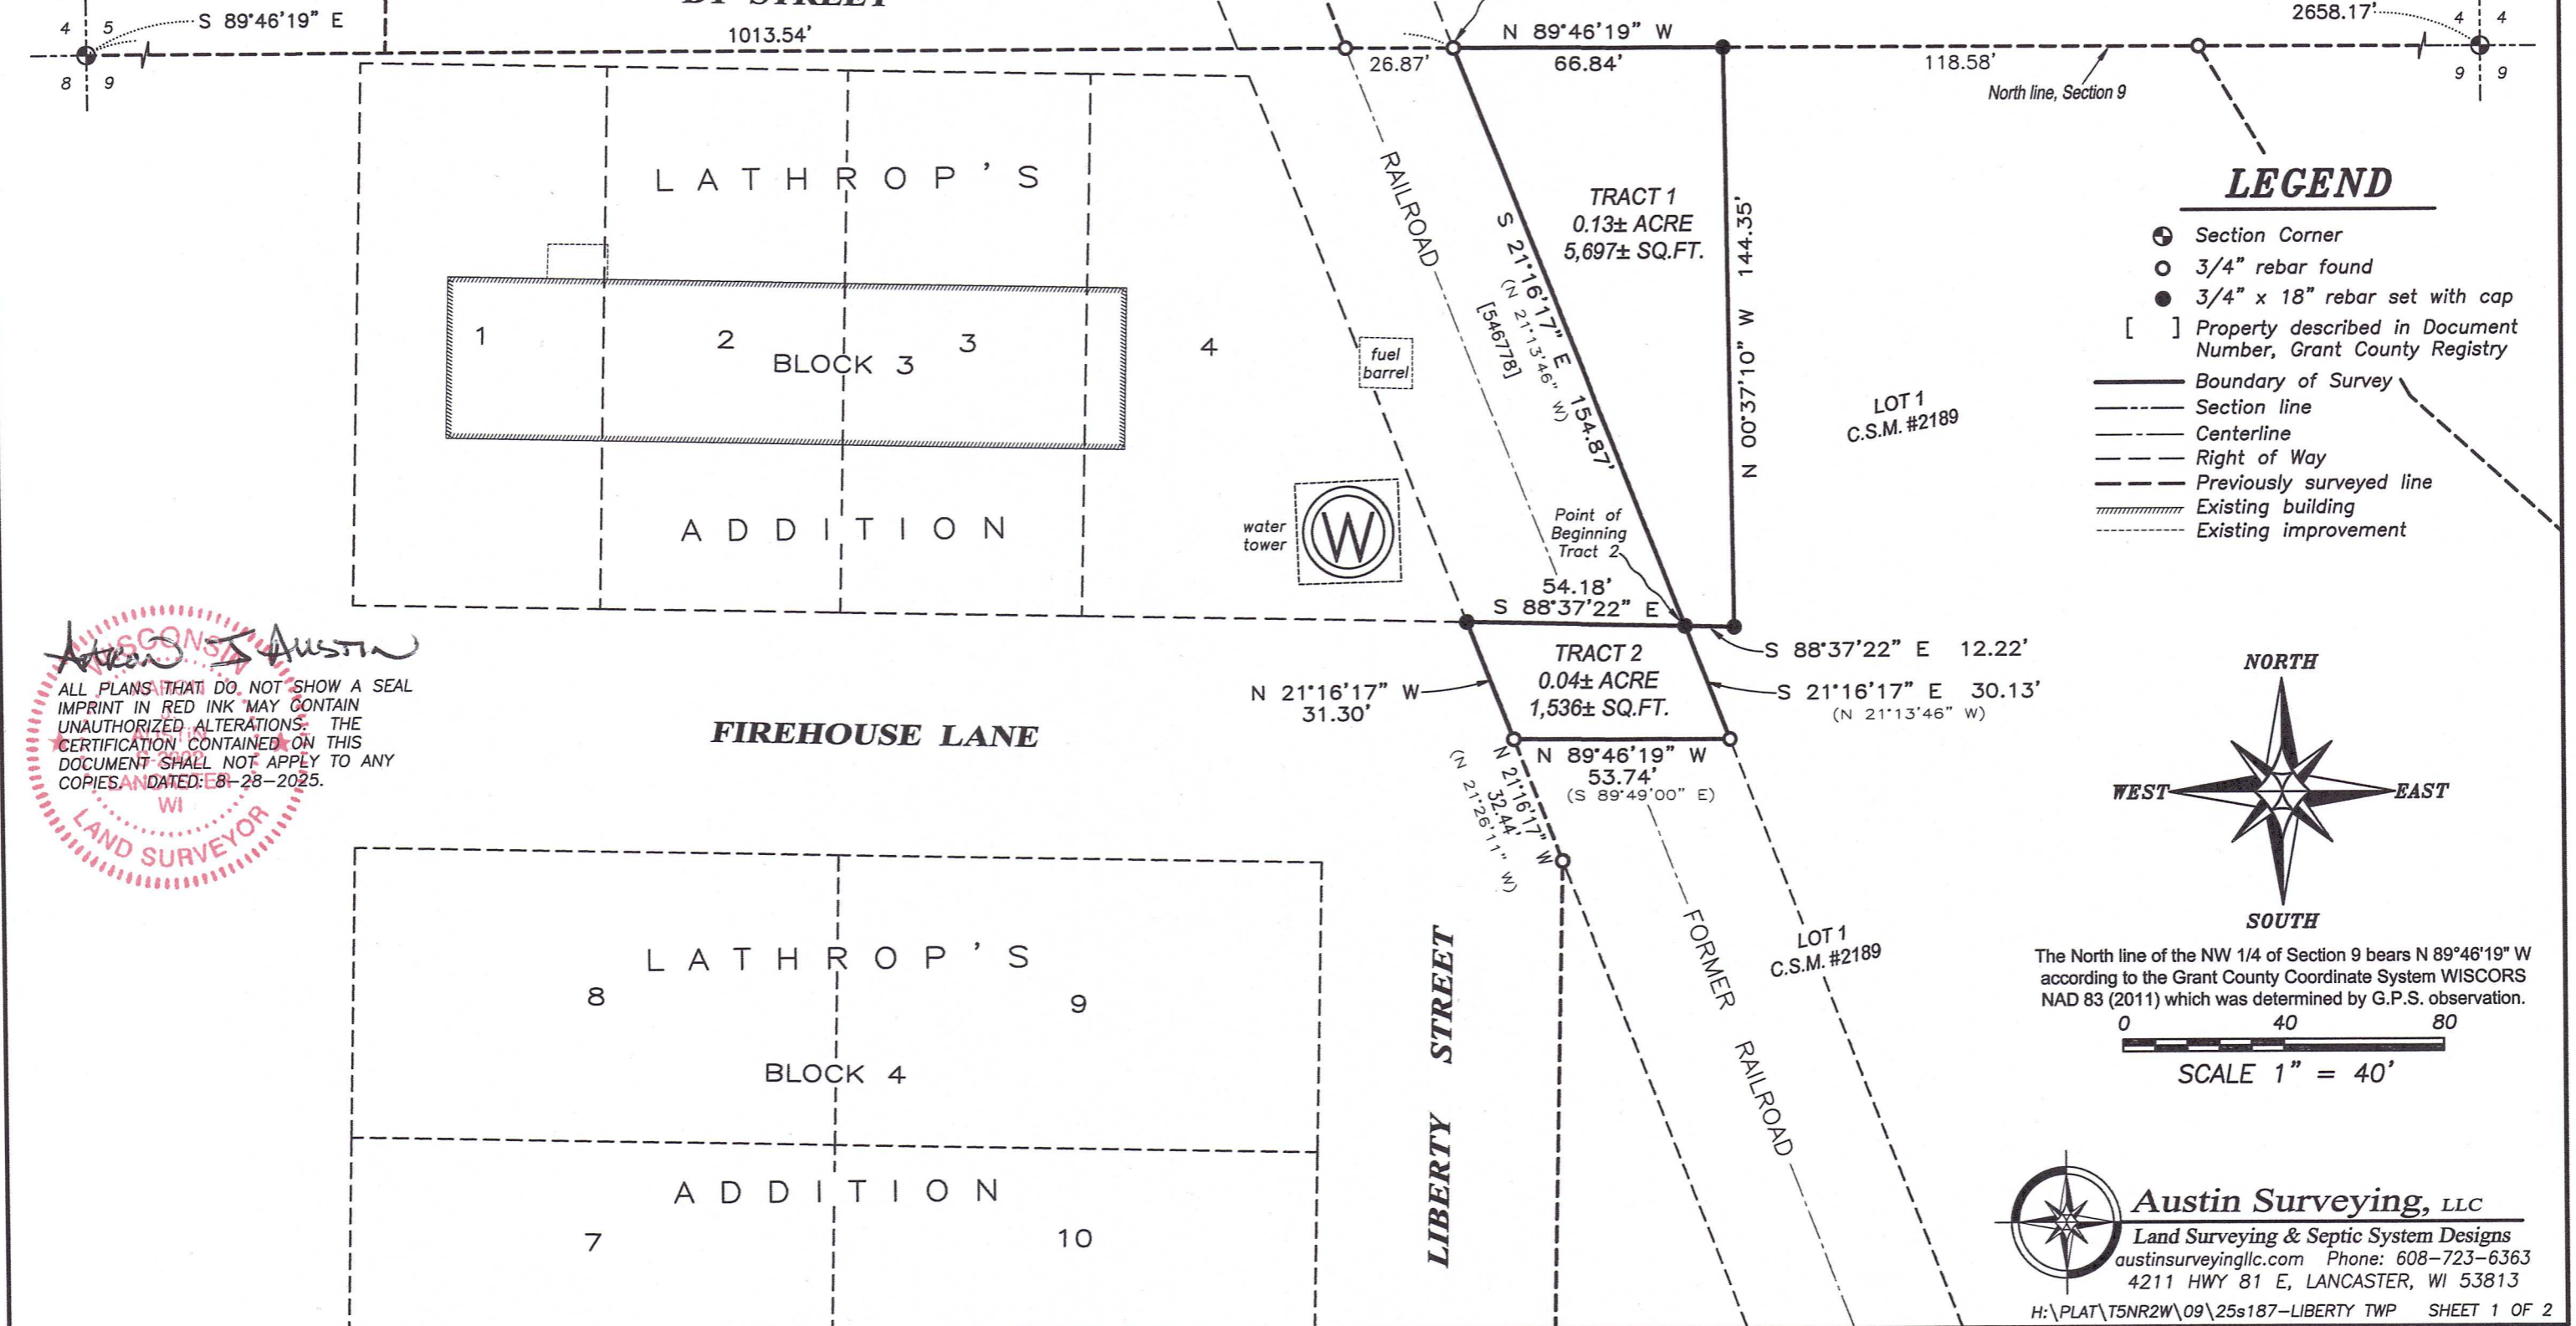 4 5
8 9
S 89°46'19" E
1013.54'
26.87'
N 89°46'19" W
66.84'
118.58'
North line, Section 9
2658.17'
4 4
9 9
LATHROP'S
1
2
3
4
BLOCK 3
ADDITION
RAILROAD
fuel
barrel
water
tower
W
TRACT 1
0.13± ACRE
5,697± SQ.FT.
S 21°16'17" E 154.87'
(N 21°13'46" W)
[546778]
N 00°37'10" W 144.35'
LOT 1
C.S.M. #2189
Point of
Beginning
Tract 2
54.18'
S 88°37'22" E
S 88°37'22" E 12.22'
TRACT 2
0.04± ACRE
1,536± SQ.FT.
N 21°16'17" W
31.30'
S 21°16'17" E 30.13'
(N 21°13'46" W)
N 89°46'19" W
53.74'
(S 89°49'00" E)
N 21°16'17" W
32.44'
(N 21°26'11" W)
FIREHOUSE LANE
LATHROP'S
8
9
BLOCK 4
ADDITION
7
10
LIBERTY STREET
FORMER RAILROAD
LOT 1
C.S.M. #2189
LEGEND
Section Corner
3/4" rebar found
3/4" x 18" rebar set with cap
[ ] Property described in Document
Number, Grant County Registry
Boundary of Survey
Section line
Centerline
Right of Way
Previously surveyed line
Existing building
Existing improvement
Aaron J Austin
ALL PLANS THAT DO NOT SHOW A SEAL
IMPRINT IN RED INK MAY CONTAIN
UNAUTHORIZED ALTERATIONS. THE
CERTIFICATION CONTAINED ON THIS
DOCUMENT SHALL NOT APPLY TO ANY
COPIES. DATED: 8-28-2025.
WISCONSIN
AARON
J.
AUSTIN
LANCASTER
WI
LAND SURVEYOR
NORTH
WEST
EAST
SOUTH
The North line of the NW 1/4 of Section 9 bears N 89°46'19" W
according to the Grant County Coordinate System WISCORS
NAD 83 (2011) which was determined by G.P.S. observation.
0 40 80
SCALE 1" = 40'
Austin Surveying, LLC
Land Surveying & Septic System Designs
austinsurveyingllc.com Phone: 608-723-6363
4211 HWY 81 E, LANCASTER, WI 53813
H:\PLAT\T5NR2W\09\25s187-LIBERTY TWP SHEET 1 OF 2